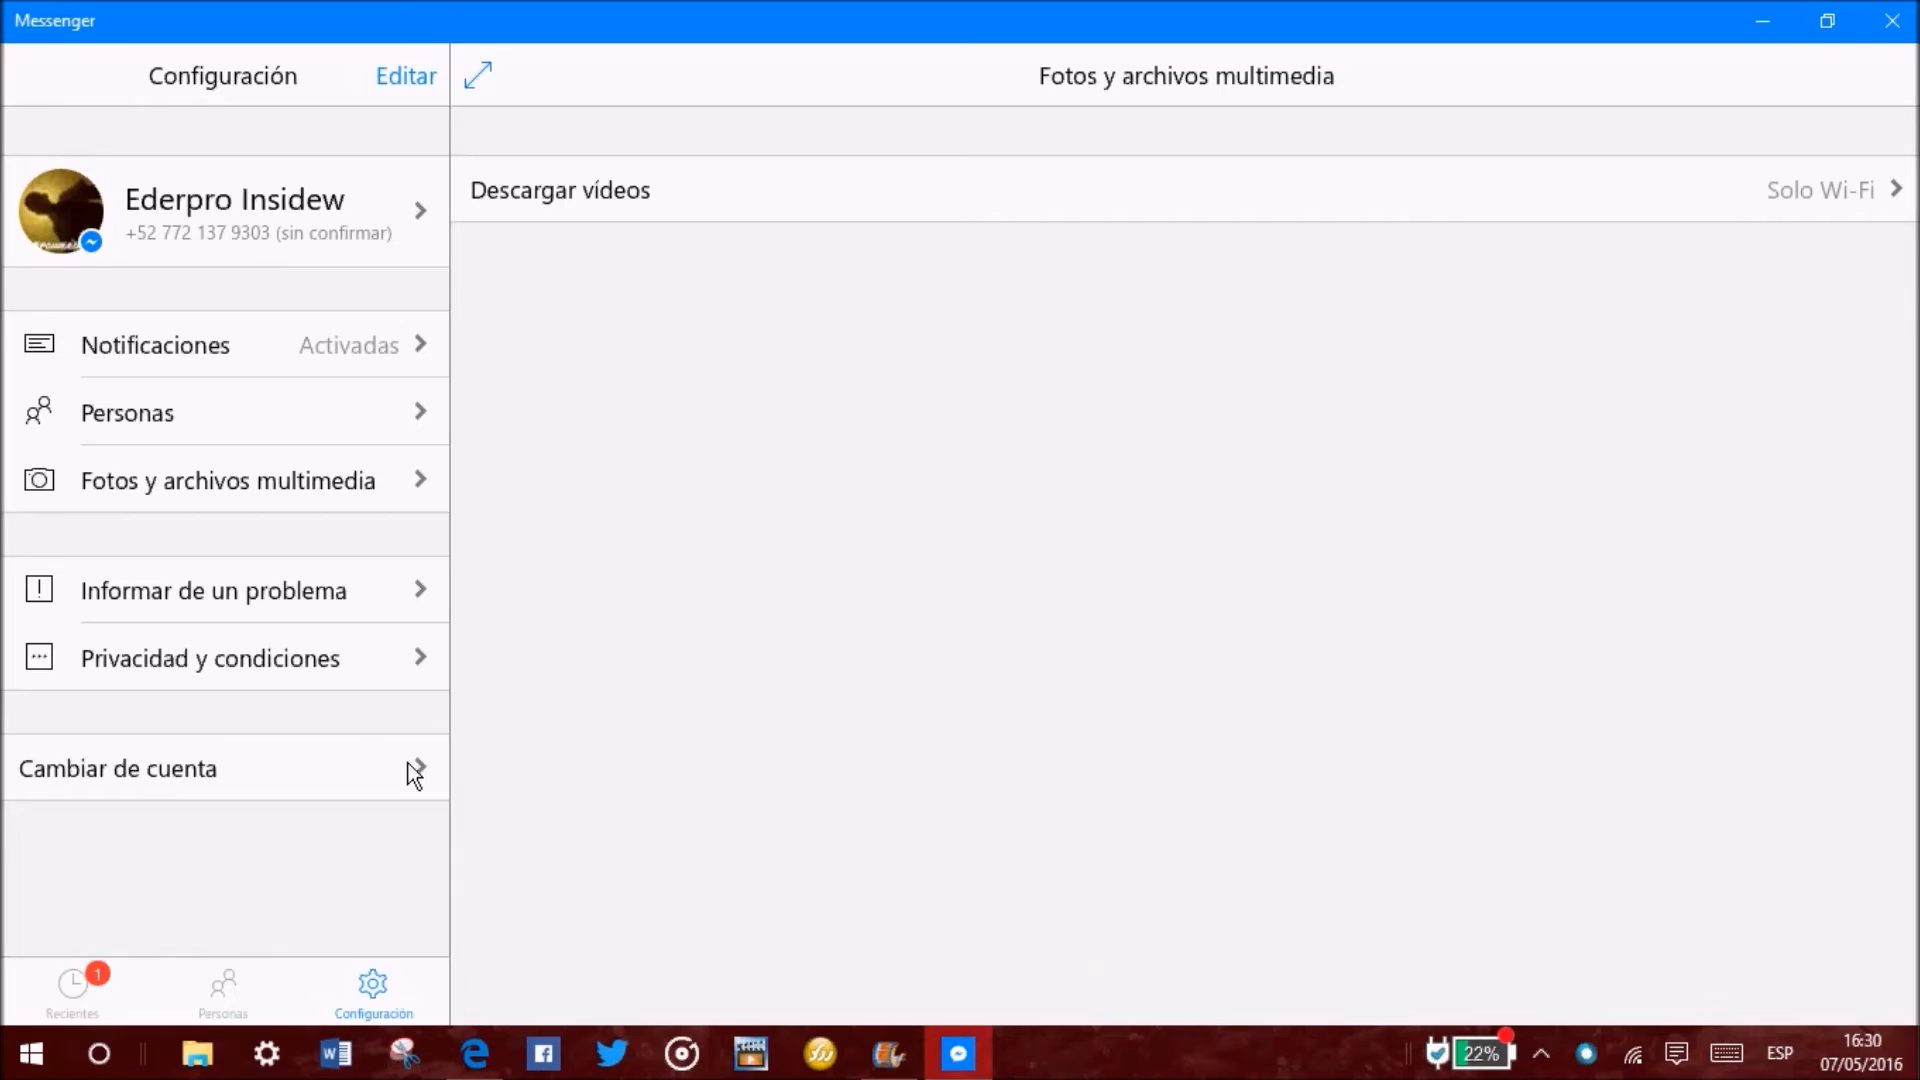 Messenger
Configuración
Editar
Fotos y archivos multimedia
Ederpro Insidew
+52 772 137 9303 (sin confirmar)
Descargar vídeos
Solo Wi-Fi
Notificaciones
Activadas
Personas
Fotos y archivos multimedia
Informar de un problema
Privacidad y condiciones
Cambiar de cuenta
1
Recientes
Personas
Configuración
22%
ESP
16:30
07/05/2016